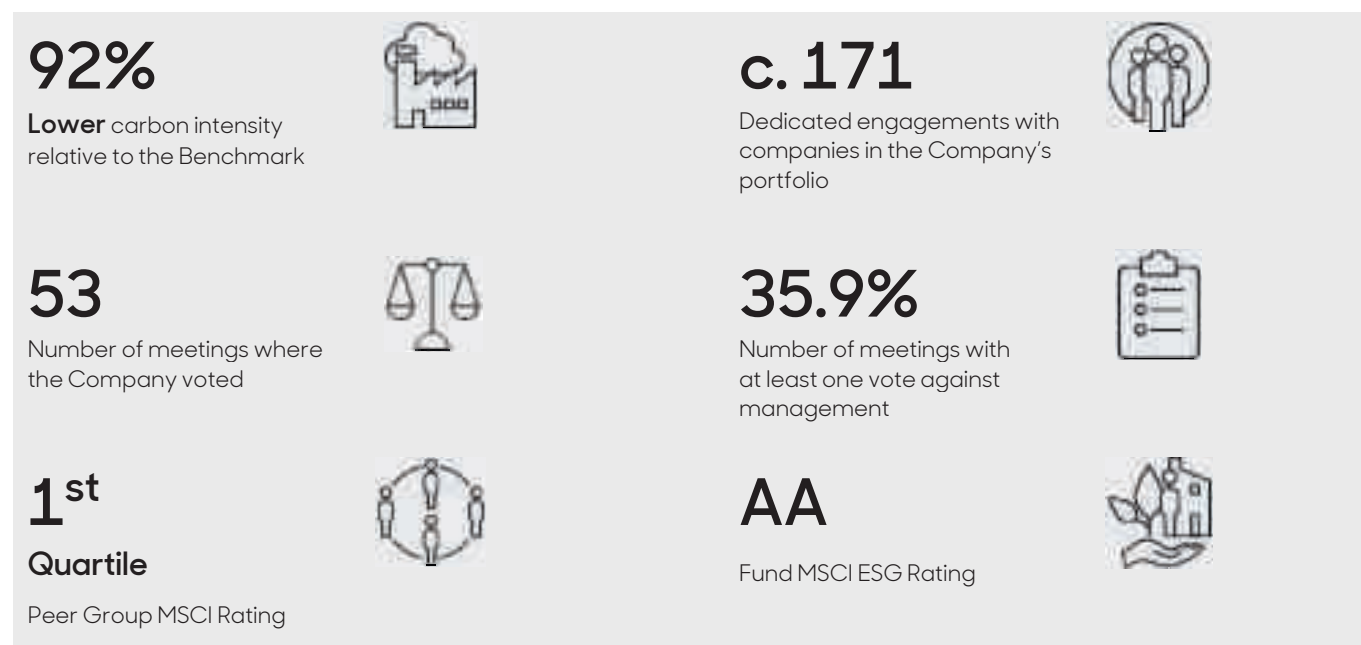 92%
Lower carbon intensity
relative to the Benchmark
c. 171
Dedicated engagements with
companies in the Company’s
portfolio
53
Number of meetings where
the Company voted
35.9%
Number of meetings with
at least one vote against
management
1st
Quartile
Peer Group MSCI Rating
AA
Fund MSCI ESG Rating